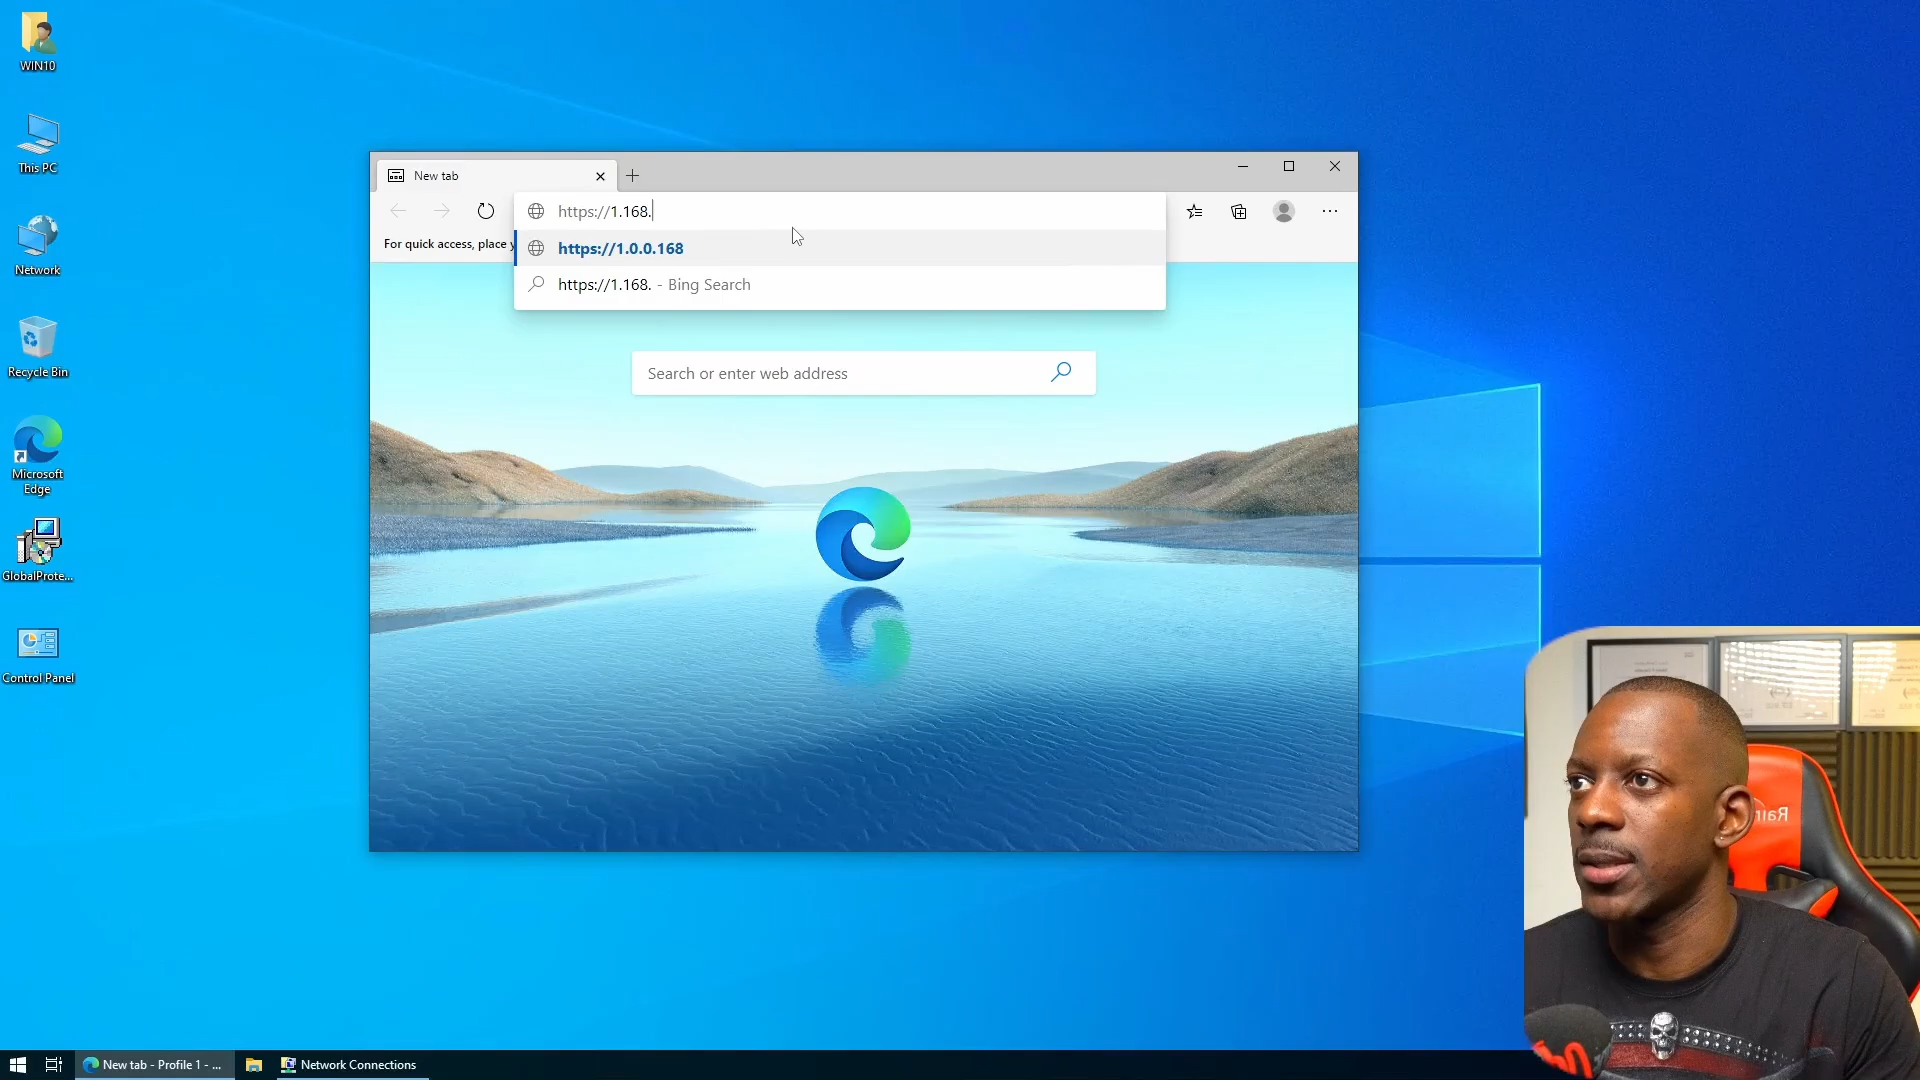 WIN10
This PC
Network
Recycle Bin
Microsoft
Edge
GlobalProte...
Control Panel
New tab
https://1.168.
For quick access, place y
https://1.0.0.168
https://1.168. - Bing Search
Search or enter web address
New tab - Profile 1 - ...
Network Connections